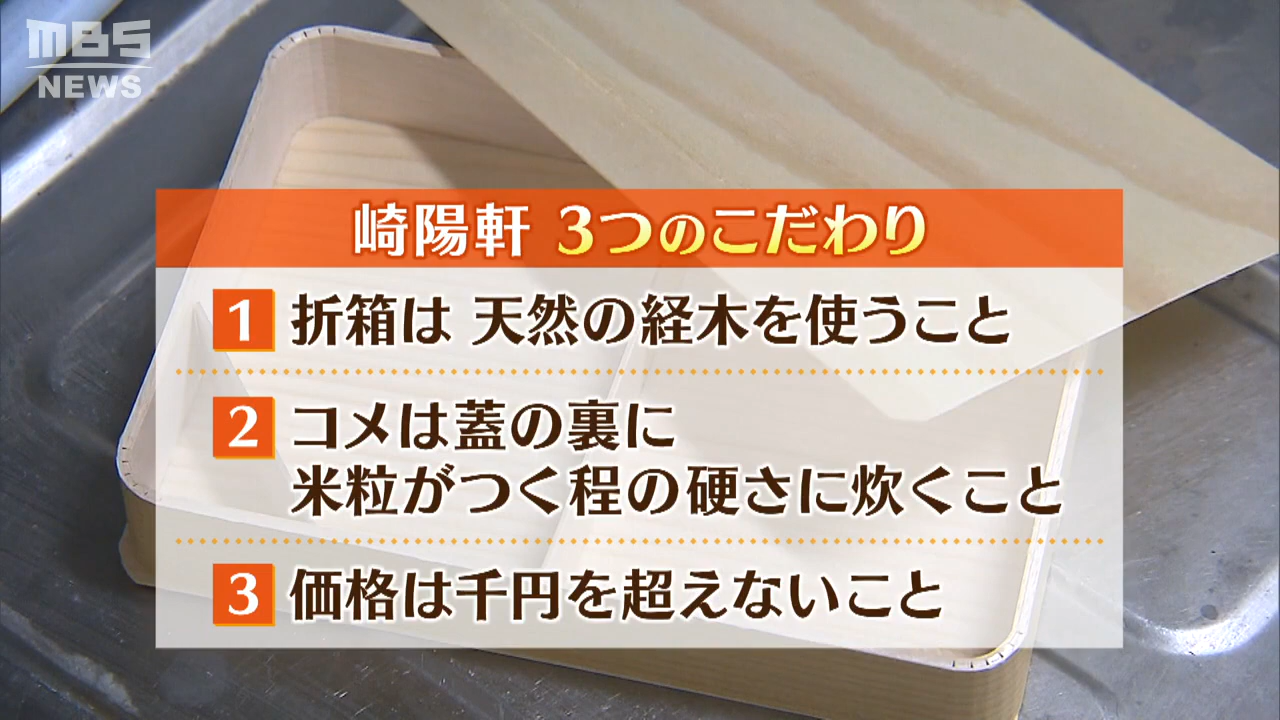 MBS
NEWS
崎陽軒 3つのこだわり
1 折箱は 天然の経木を使うこと
2 コメは蓋の裏に
米粒がつく程の硬さに炊くこと
3 価格は千円を超えないこと